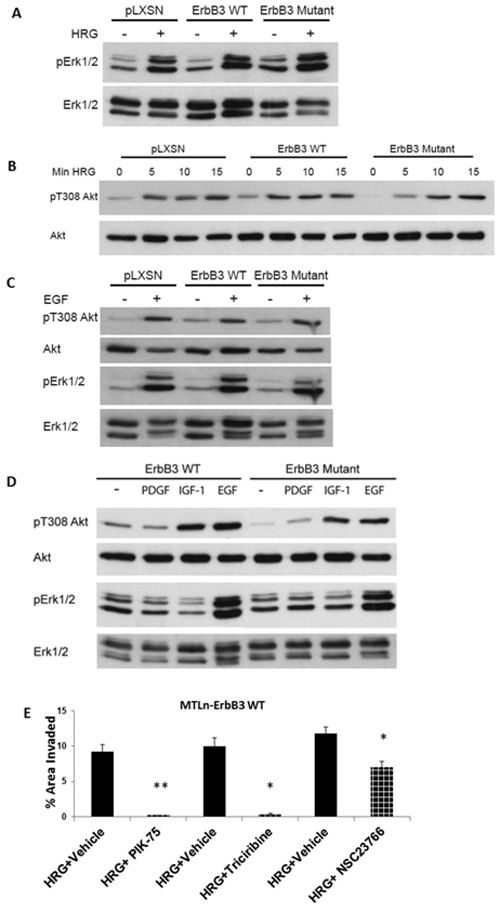 A
pLXSN ErbB3 WT ErbB3 Mutant
HRG - + - + - +
pErk1/2
Erk1/2
B
pLXSN ErbB3 WT ErbB3 Mutant
Min HRG 0 5 10 15 0 5 10 15 0 5 10 15
pT308 Akt
Akt
C
pLXSN ErbB3 WT ErbB3 Mutant
EGF - + - + - +
pT308 Akt
Akt
pErk1/2
Erk1/2
D
ErbB3 WT ErbB3 Mutant
- PDGF IGF-1 EGF - PDGF IGF-1 EGF
pT308 Akt
Akt
pErk1/2
Erk1/2
E
MTLn-ErbB3 WT
% Area Invaded
15
10
5
0
** * *
HRG+Vehicle
HRG+ PIK-75
HRG+Vehicle
HRG+Triciribine
HRG+Vehicle
HRG+ NSC23766